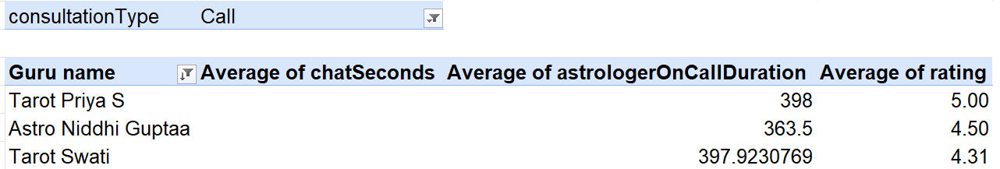 consultationType Call
Guru name Average of chatSeconds Average of astrologerOnCallDuration Average of rating
Tarot Priya S 398 5.00
Astro Niddhi Guptaa 363.5 4.50
Tarot Swati 397.9230769 4.31